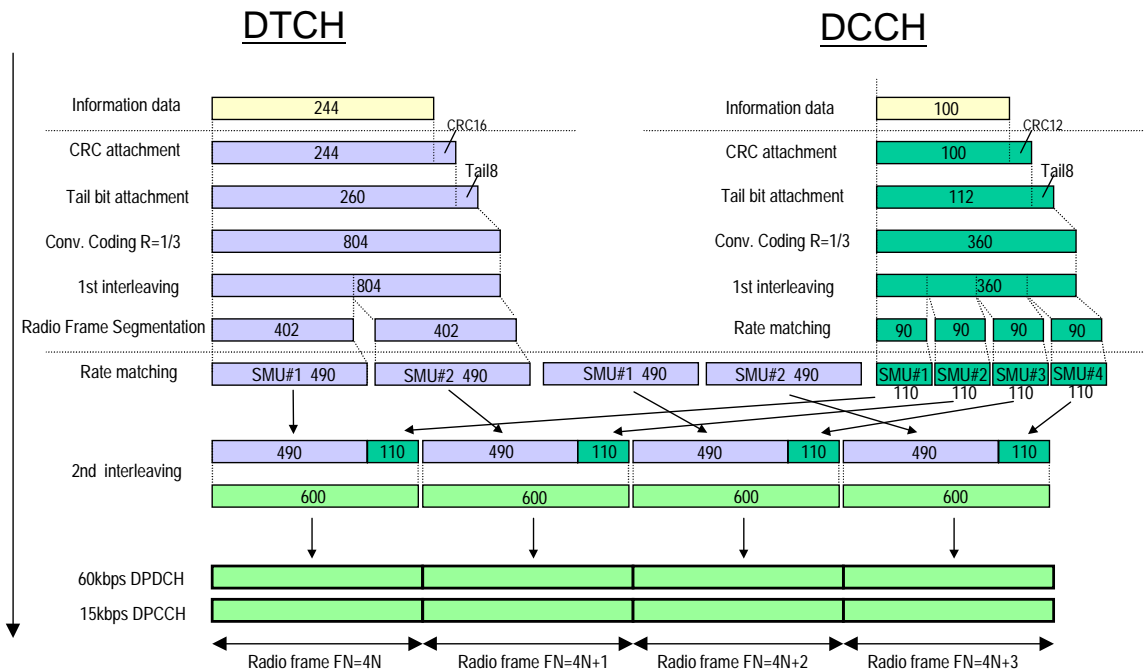 DTCH DCCH
Information data 244 Information data 100
CRC16 CRC12
CRC attachment 244 CRC attachment 100
Tail8 Tail8
Tail bit attachment 260 Tail bit attachment 112
Conv. Coding R=1/3 804 Conv. Coding R=1/3 360
1st interleaving 804 1st interleaving 360
Radio Frame Segmentation 402 402 Rate matching 90 90 90 90
Rate matching SMU#1 490 SMU#2 490 SMU#1 490 SMU#2 490 SMU#1 SMU#2 SMU#3 SMU#4
110 110 110 110
490 110 490 110 490 110 490 110
2nd interleaving
600 600 600 600
60kbps DPDCH
15kbps DPCCH
Radio frame FN=4N Radio frame FN=4N+1 Radio frame FN=4N+2 Radio frame FN=4N+3